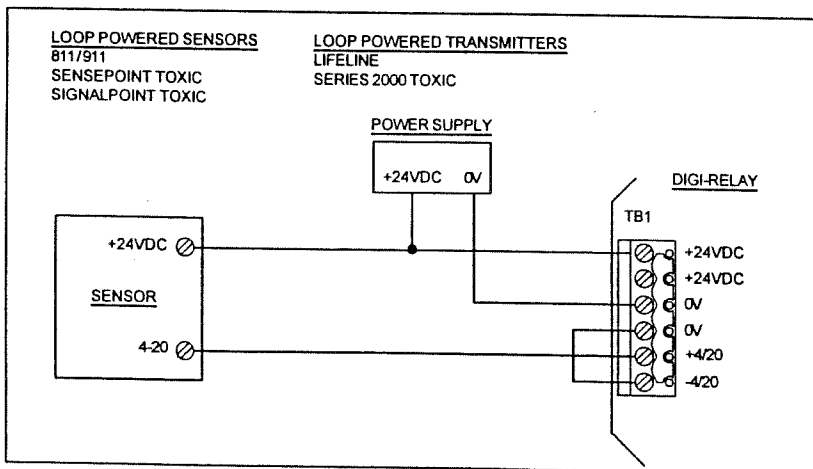 LOOP POWERED SENSORS
811/911
SENSEPOINT TOXIC
SIGNALPOINT TOXIC
LOOP POWERED TRANSMITTERS
LIFELINE
SERIES 2000 TOXIC
POWER SUPPLY
+24VDC 0V
DIGI-RELAY
TB1
+24VDC
SENSOR
4-20
+24VDC
+24VDC
0V
0V
+4/20
-4/20